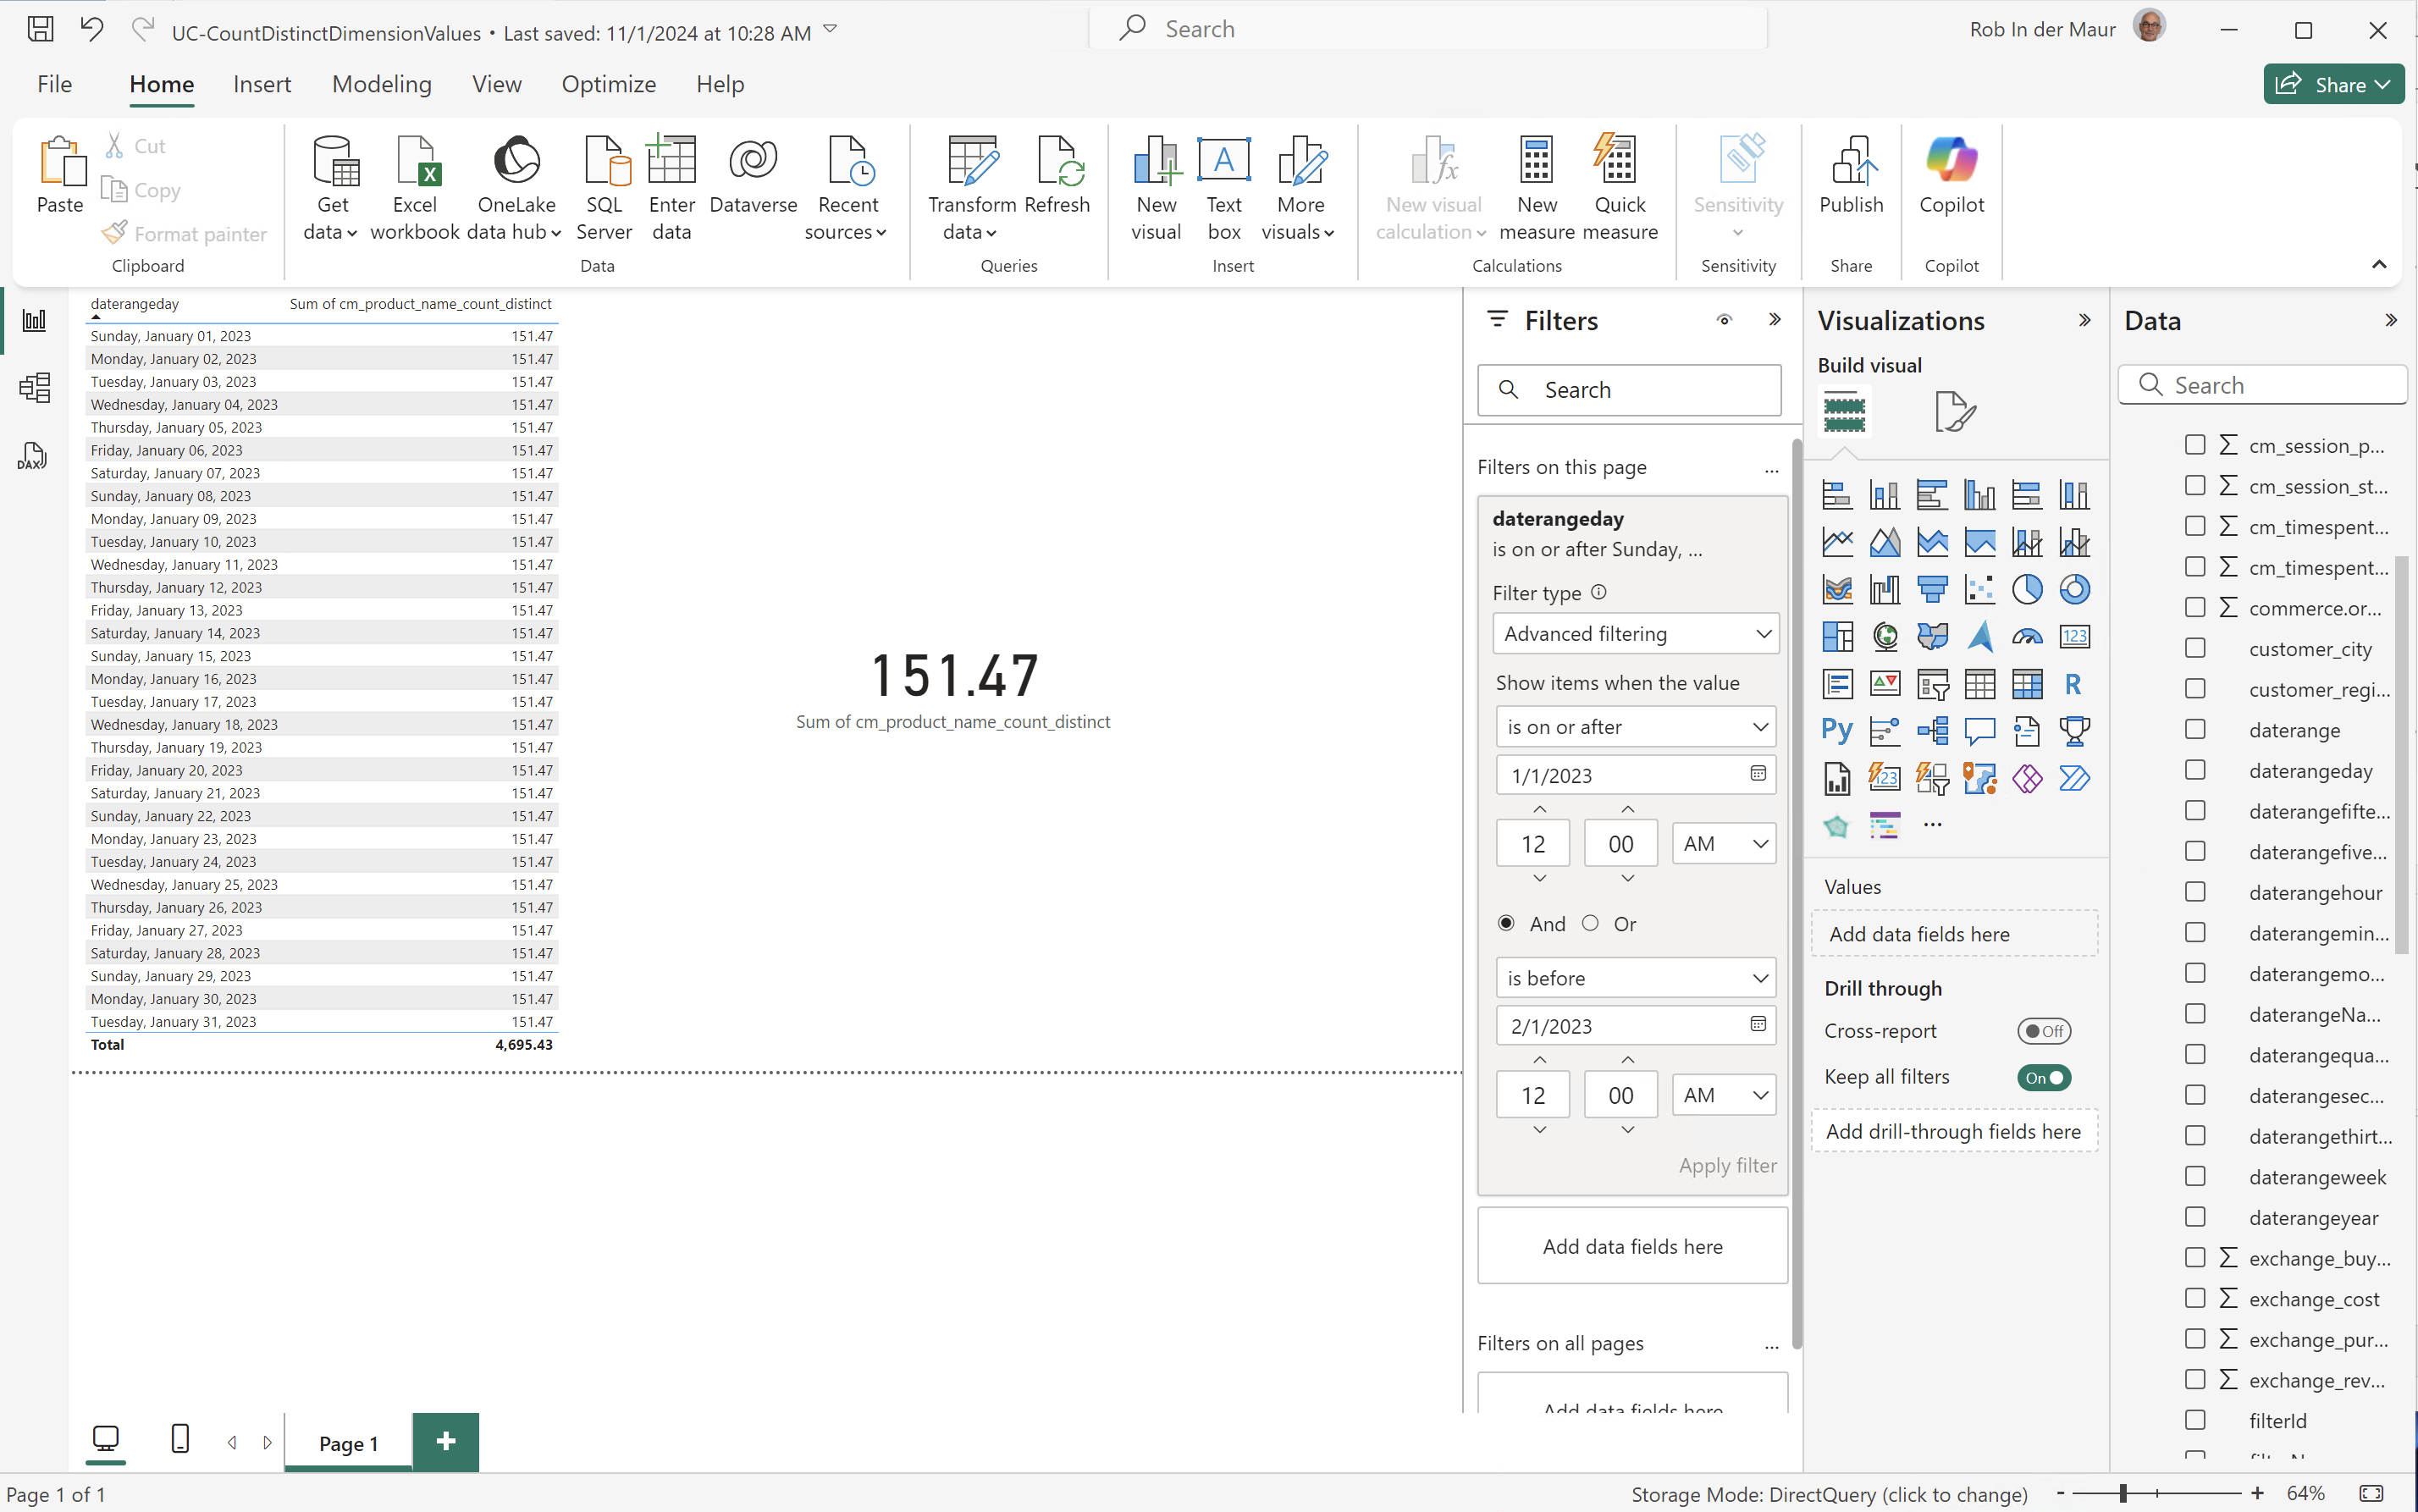 UC-CountDistinctDimensionValues • Last saved: 11/1/2024 at 10:28 AM
Search
Rob In der Maur
File Home Insert Modeling View Optimize Help
Share
Paste
Cut
Copy
Format painter
Clipboard
Get data
Excel workbook
OneLake data hub
SQL Server
Enter data
Dataverse
Recent sources
Data
Transform data
Refresh
Queries
New visual
Text box
More visuals
Insert
New visual calculation
New measure
Quick measure
Calculations
Sensitivity
Sensitivity
Publish
Share
Copilot
Copilot
DAX
daterangeday Sum of cm_product_name_count_distinct
Sunday, January 01, 2023 151.47
Monday, January 02, 2023 151.47
Tuesday, January 03, 2023 151.47
Wednesday, January 04, 2023 151.47
Thursday, January 05, 2023 151.47
Friday, January 06, 2023 151.47
Saturday, January 07, 2023 151.47
Sunday, January 08, 2023 151.47
Monday, January 09, 2023 151.47
Tuesday, January 10, 2023 151.47
Wednesday, January 11, 2023 151.47
Thursday, January 12, 2023 151.47
Friday, January 13, 2023 151.47
Saturday, January 14, 2023 151.47
Sunday, January 15, 2023 151.47
Monday, January 16, 2023 151.47
Tuesday, January 17, 2023 151.47
Wednesday, January 18, 2023 151.47
Thursday, January 19, 2023 151.47
Friday, January 20, 2023 151.47
Saturday, January 21, 2023 151.47
Sunday, January 22, 2023 151.47
Monday, January 23, 2023 151.47
Tuesday, January 24, 2023 151.47
Wednesday, January 25, 2023 151.47
Thursday, January 26, 2023 151.47
Friday, January 27, 2023 151.47
Saturday, January 28, 2023 151.47
Sunday, January 29, 2023 151.47
Monday, January 30, 2023 151.47
Tuesday, January 31, 2023 151.47
Total 4,695.43
151.47
Sum of cm_product_name_count_distinct
Filters
Search
Filters on this page ...
daterangeday
is on or after Sunday, ...
Filter type
Advanced filtering
Show items when the value
is on or after
1/1/2023
12 00 AM
And Or
is before
2/1/2023
12 00 AM
Apply filter
Add data fields here
Filters on all pages ...
Add data fields here
Visualizations
Build visual
123
R
Py
123
...
Values
Add data fields here
Drill through
Cross-report Off
Keep all filters On
Add drill-through fields here
Data
Search
cm_session_p...
cm_session_st...
cm_timespent...
cm_timespent...
commerce.or...
customer_city
customer_regi...
daterange
daterangeday
daterangefifte...
daterangefive...
daterangehour
daterangemin...
daterangemo...
daterangeNa...
daterangequa...
daterangesec...
daterangethirt...
daterangeweek
daterangeyear
exchange_buy...
exchange_cost
exchange_pur...
exchange_rev...
filterId
Page 1
Page 1 of 1
Storage Mode: DirectQuery (click to change)
- + 64%